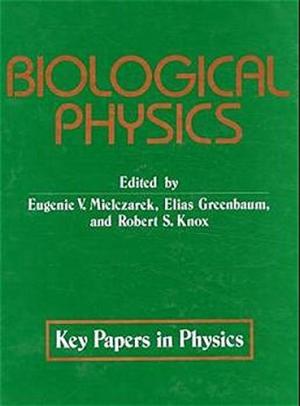 BIOLOGICAL
PHYSICS
Edited by
Eugenie V. Mielczarek, Elias Greenbaum,
and Robert S. Knox
Key Papers in Physics